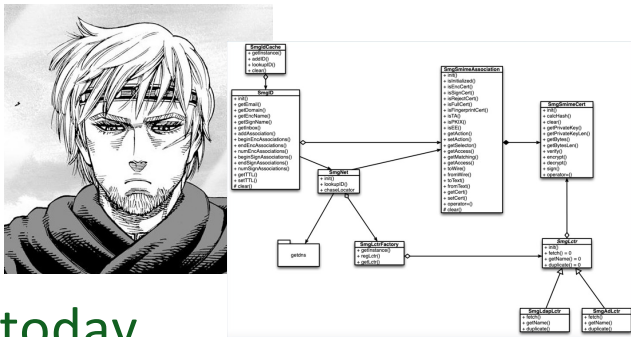 SmgIdCache
+ getInstance()
+ addID()
+ lookupID()
+ clear()
SmgID
+ init()
+ getEmail()
+ getDomain()
+ getEncName()
+ getSignName()
+ getInbox()
+ addAssociation()
+ beginEncAssociations()
+ endEncAssociations()
+ numEncAssociations()
+ beginSignAssociations()
+ endSignAssociations()
+ numSignAssociations()
+ getTTL()
+ setTTL()
# clear()
SmgNet
+ init()
+ lookupID()
+ chaseLocator
getdns
SmgLctrFactory
+ getInstance()
+ regLctr()
+ getLctr()
SmgSmimeAssociation
+ init()
+ isInitialized()
+ isEncCert()
+ isSignCert()
+ isRejectCert()
+ isFullCert()
+ isFingerprintCert()
+ isTA()
+ isPKIX()
+ isEE()
+ getAction()
+ setAction()
+ getSelector()
+ getAccess()
+ getMatching()
+ getAccess()
+ toWire()
+ fromWire()
+ toText()
+ fromText()
+ getCert()
+ setCert()
+ operator=()
# clear()
SmgSmimeCert
+ init()
+ calcHash()
+ clear()
+ getPrivateKey()
+ getPrivateKeyLen()
+ getBytes()
+ getBytesLen()
+ verify()
+ encrypt()
+ decrypt()
+ sign()
+ operator=()
SmgLctr
+ init()
+ fetch() = 0
+ getName() = 0
+ duplicate() = 0
SmgLdapLctr
+ fetch()
+ getName()
+ duplicate()
SmgAdLctr
+ fetch()
+ getName()
+ duplicate()
today